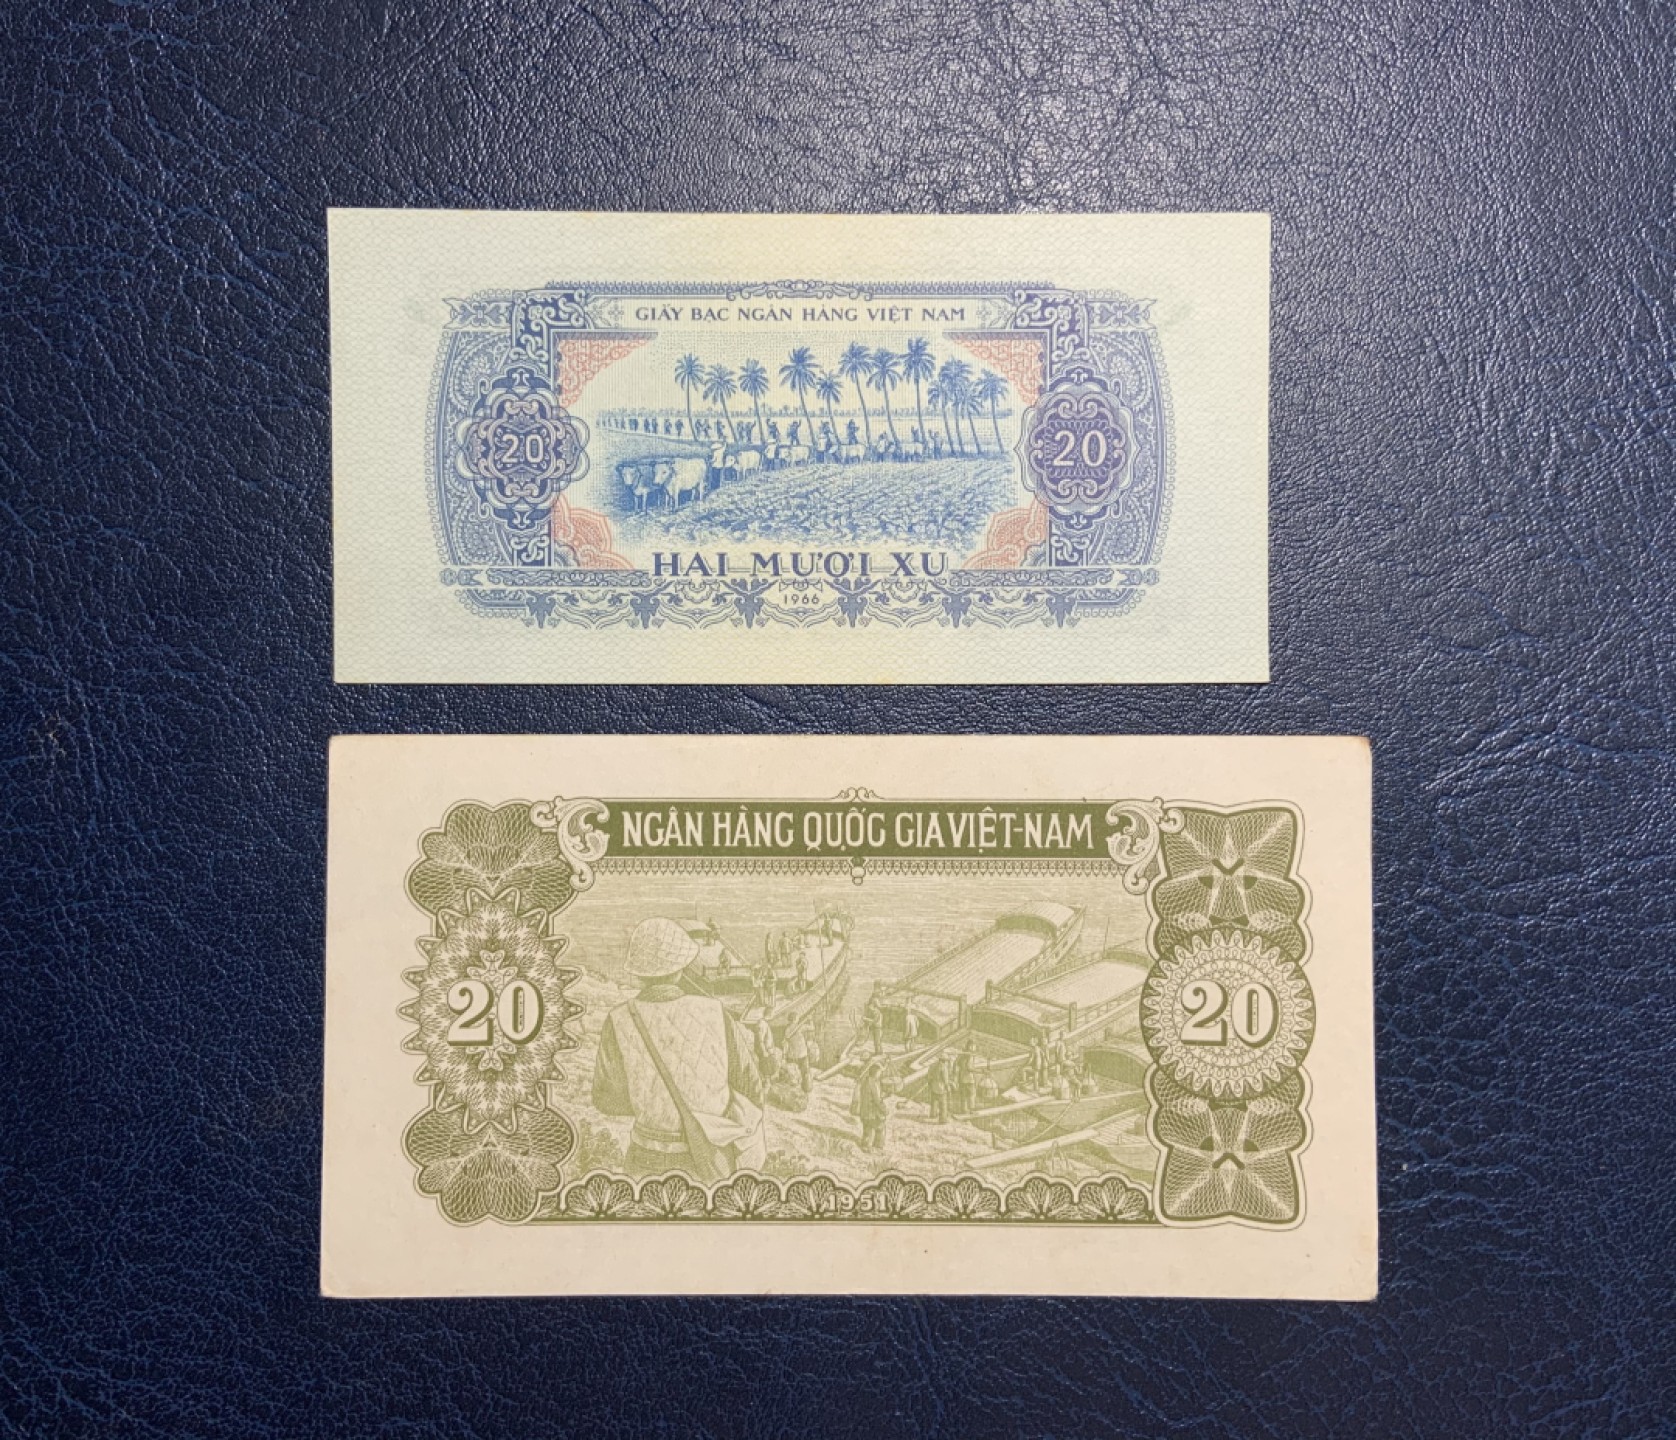 GIẤY BẠC NGÂN HÀNG VIỆT NAM
20 20
HAI MƯƠI XU
1966
NGÂN HÀNG QUỐC GIA VIỆT-NAM
20 20
1951